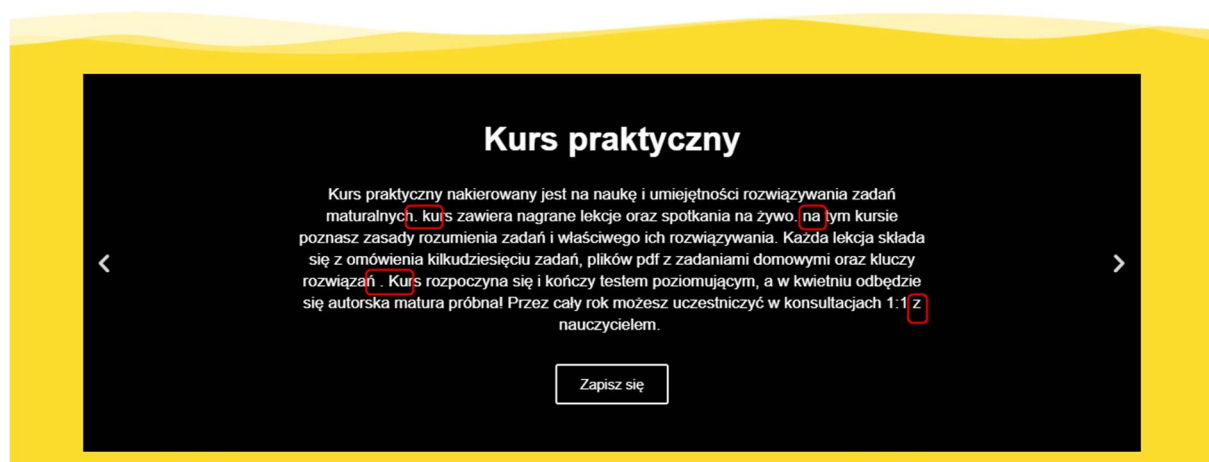 Kurs praktyczny
Kurs praktyczny nakierowany jest na naukę i umiejętności rozwiązywania zadań
maturalnych. kurs zawiera nagrane lekcje oraz spotkania na żywo. na tym kursie
poznasz zasady rozumienia zadań i właściwego ich rozwiązywania. Każda lekcja składa
się z omówienia kilkudziesięciu zadań, plików pdf z zadaniami domowymi oraz kluczy
rozwiązań . Kurs rozpoczyna się i kończy testem poziomującym, a w kwietniu odbędzie
się autorska matura próbna! Przez cały rok możesz uczestniczyć w konsultacjach 1:1 z
nauczycielem.
Zapisz się